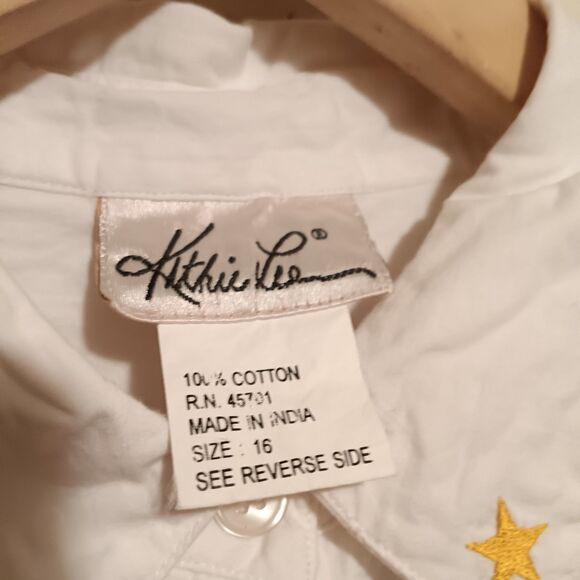 Kathie Lee®
100% COTTON
R.N. 45701
MADE IN INDIA
SIZE : 16
SEE REVERSE SIDE